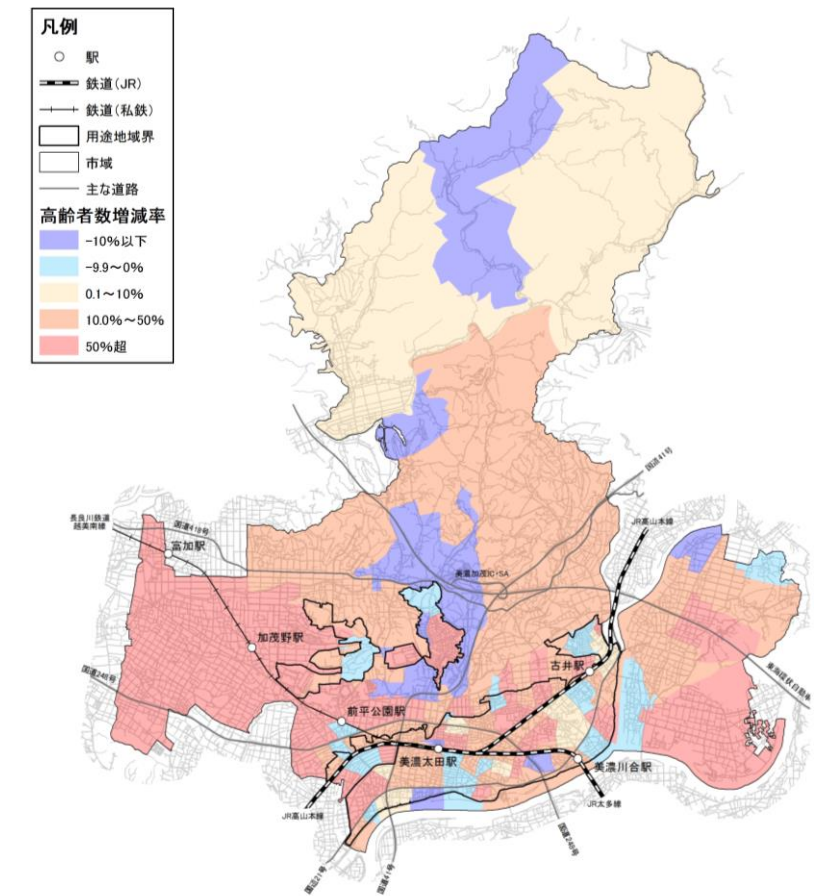 凡例
駅
鉄道(JR)
鉄道(私鉄)
用途地域界
市域
主な道路
高齢者数増減率
-10%以下
-9.9～0%
0.1～10%
10.0%～50%
50%超
国道41号
長良川鉄道
越美南線
国道418号
富加駅
JR高山本線
美濃加茂IC・SA
加茂野駅
古井駅
国道248号
東海環状自動車
前平公園駅
美濃太田駅
美濃川合駅
JR高山本線
JR太多線
国道21号
国道41号
国道248号